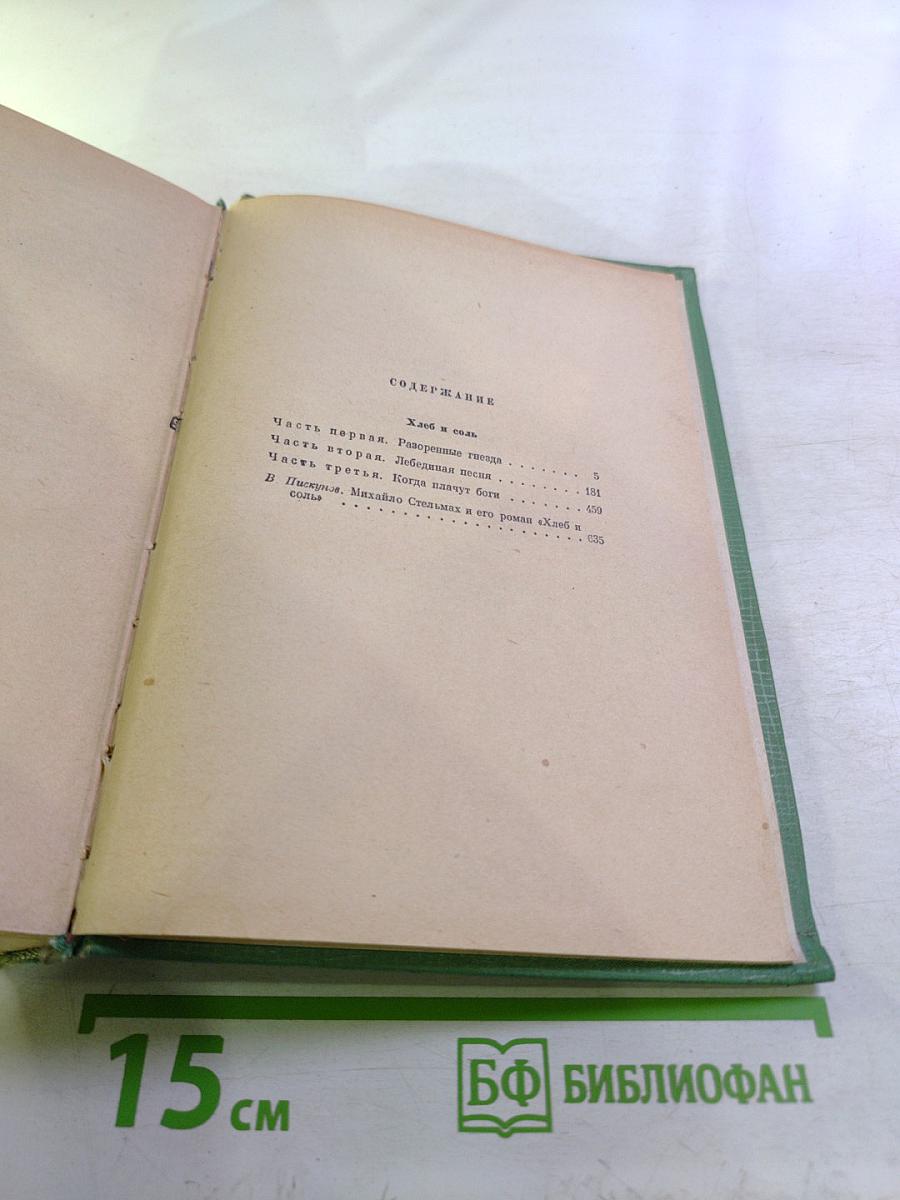 СОДЕРЖАНИЕ
Хлеб и соль
Часть первая. Разоренные гнезда . . . . . . . 5
Часть вторая. Лебединая песня . . . . . . . . 181
Часть третья. Когда плачут боги . . . . . . 459
В Пискунов. Михайло Стельмах и его роман «Хлеб и
соль» . . . . . . . . . . . . . . . . . . . . 635
15 см
БФ БИБЛИОФАН